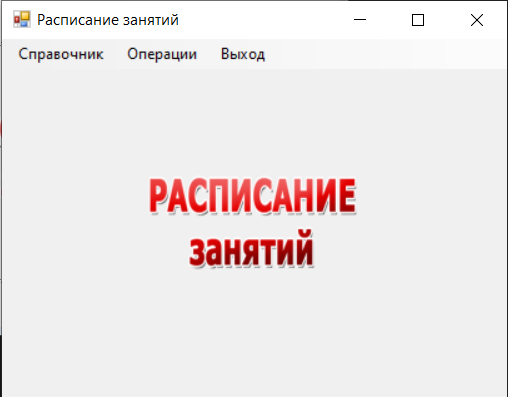 Расписание занятий
Справочник Операции Выход
РАСПИСАНИЕ
занятий